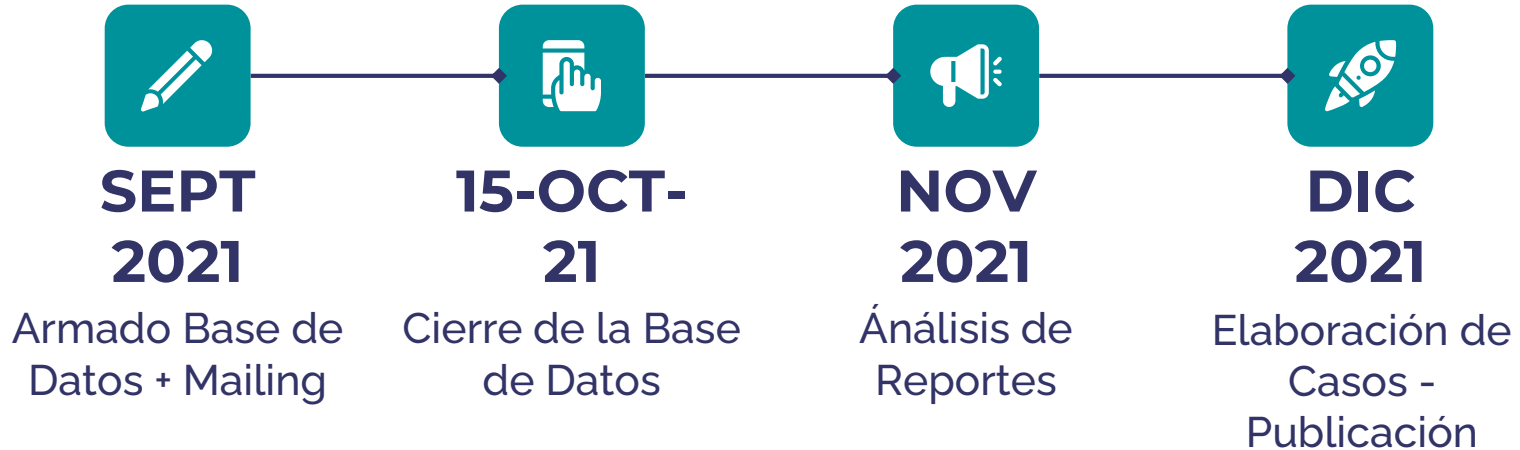 SEPT
2021
Armado Base de
Datos + Mailing
15-OCT-
21
Cierre de la Base
de Datos
NOV
2021
Ánálisis de
Reportes
DIC
2021
Elaboración de
Casos -
Publicación